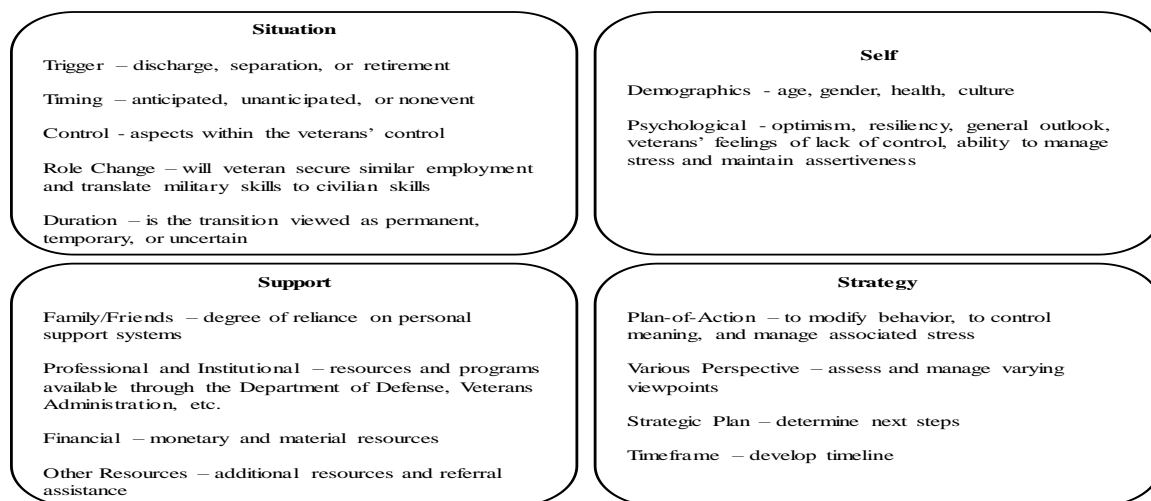 Situation
Trigger – discharge, separation, or retirement
Timing – anticipated, unanticipated, or nonevent
Control - aspects within the veterans’ control
Role Change – will veteran secure similar employment
and translate military skills to civilian skills
Duration – is the transition viewed as permanent,
temporary, or uncertain
Self
Demographics - age, gender, health, culture
Psychological - optimism, resiliency, general outlook,
veterans’ feelings of lack of control, ability to manage
stress and maintain assertiveness
Support
Family/Friends – degree of reliance on personal
support systems
Professional and Institutional – resources and programs
available through the Department of Defense, Veterans
Administration, etc.
Financial – monetary and material resources
Other Resources – additional resources and referral
assistance
Strategy
Plan-of-Action – to modify behavior, to control
meaning, and manage associated stress
Various Perspective – assess and manage varying
viewpoints
Strategic Plan – determine next steps
Timeframe – develop timeline